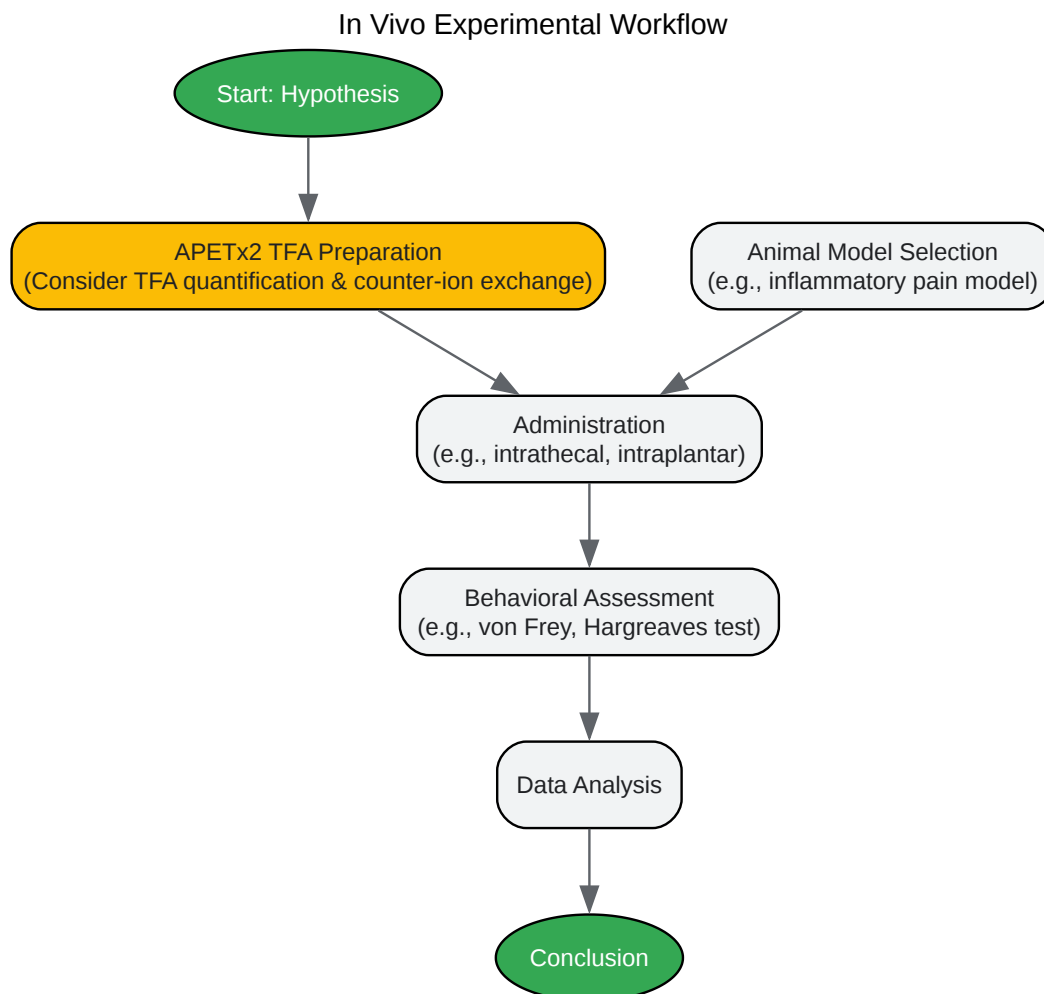 In Vivo Experimental Workflow
Start: Hypothesis
APETx2 TFA Preparation
(Consider TFA quantification & counter-ion exchange)
Animal Model Selection
(e.g., inflammatory pain model)
Administration
(e.g., intrathecal, intraplantar)
Behavioral Assessment
(e.g., von Frey, Hargreaves test)
Data Analysis
Conclusion